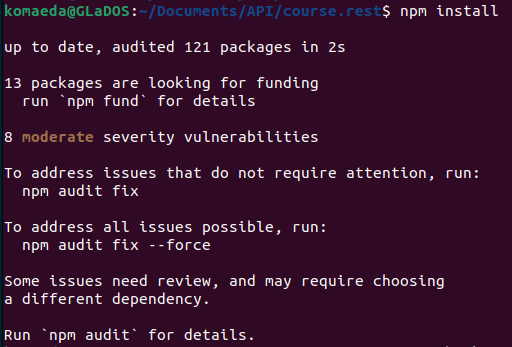 komaeda@GLaDOS:~/Documents/API/course.rest$ npm install
up to date, audited 121 packages in 2s
13 packages are looking for funding
  run `npm fund` for details
8 moderate severity vulnerabilities
To address issues that do not require attention, run:
  npm audit fix
To address all issues possible, run:
  npm audit fix --force
Some issues need review, and may require choosing
a different dependency.
Run `npm audit` for details.